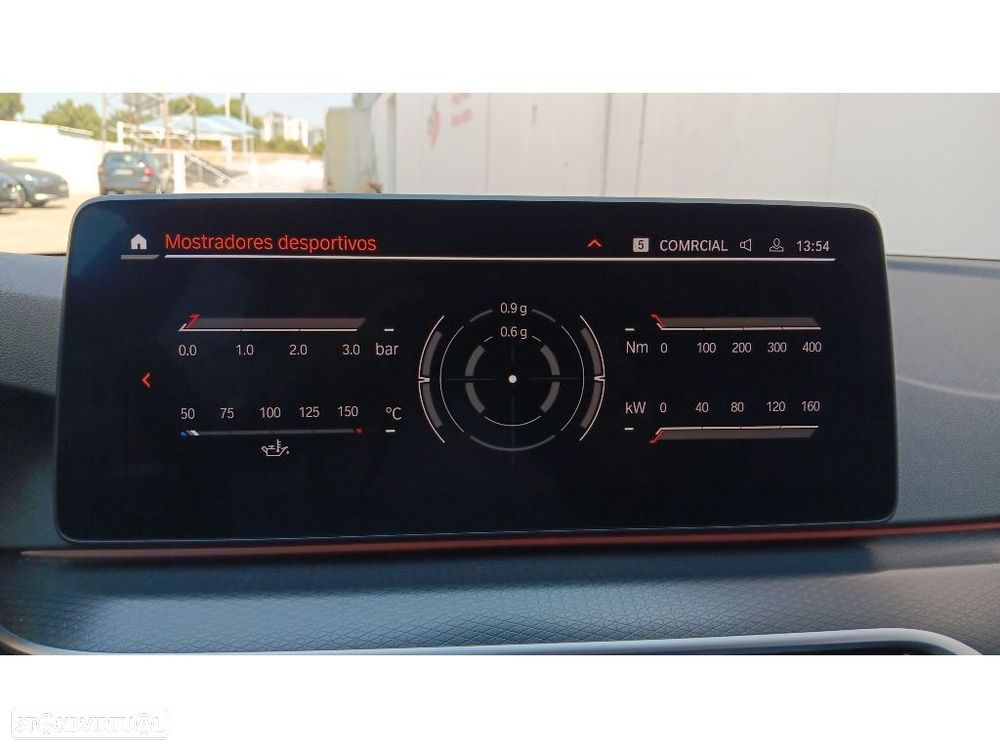 Mostradores desportivos
5 COMRCIAL 13:54
0.0 1.0 2.0 3.0 bar
50 75 100 125 150 °C
0.9 g
0.6 g
Nm 0 100 200 300 400
kW 0 40 80 120 160
STANDVIRTUAL